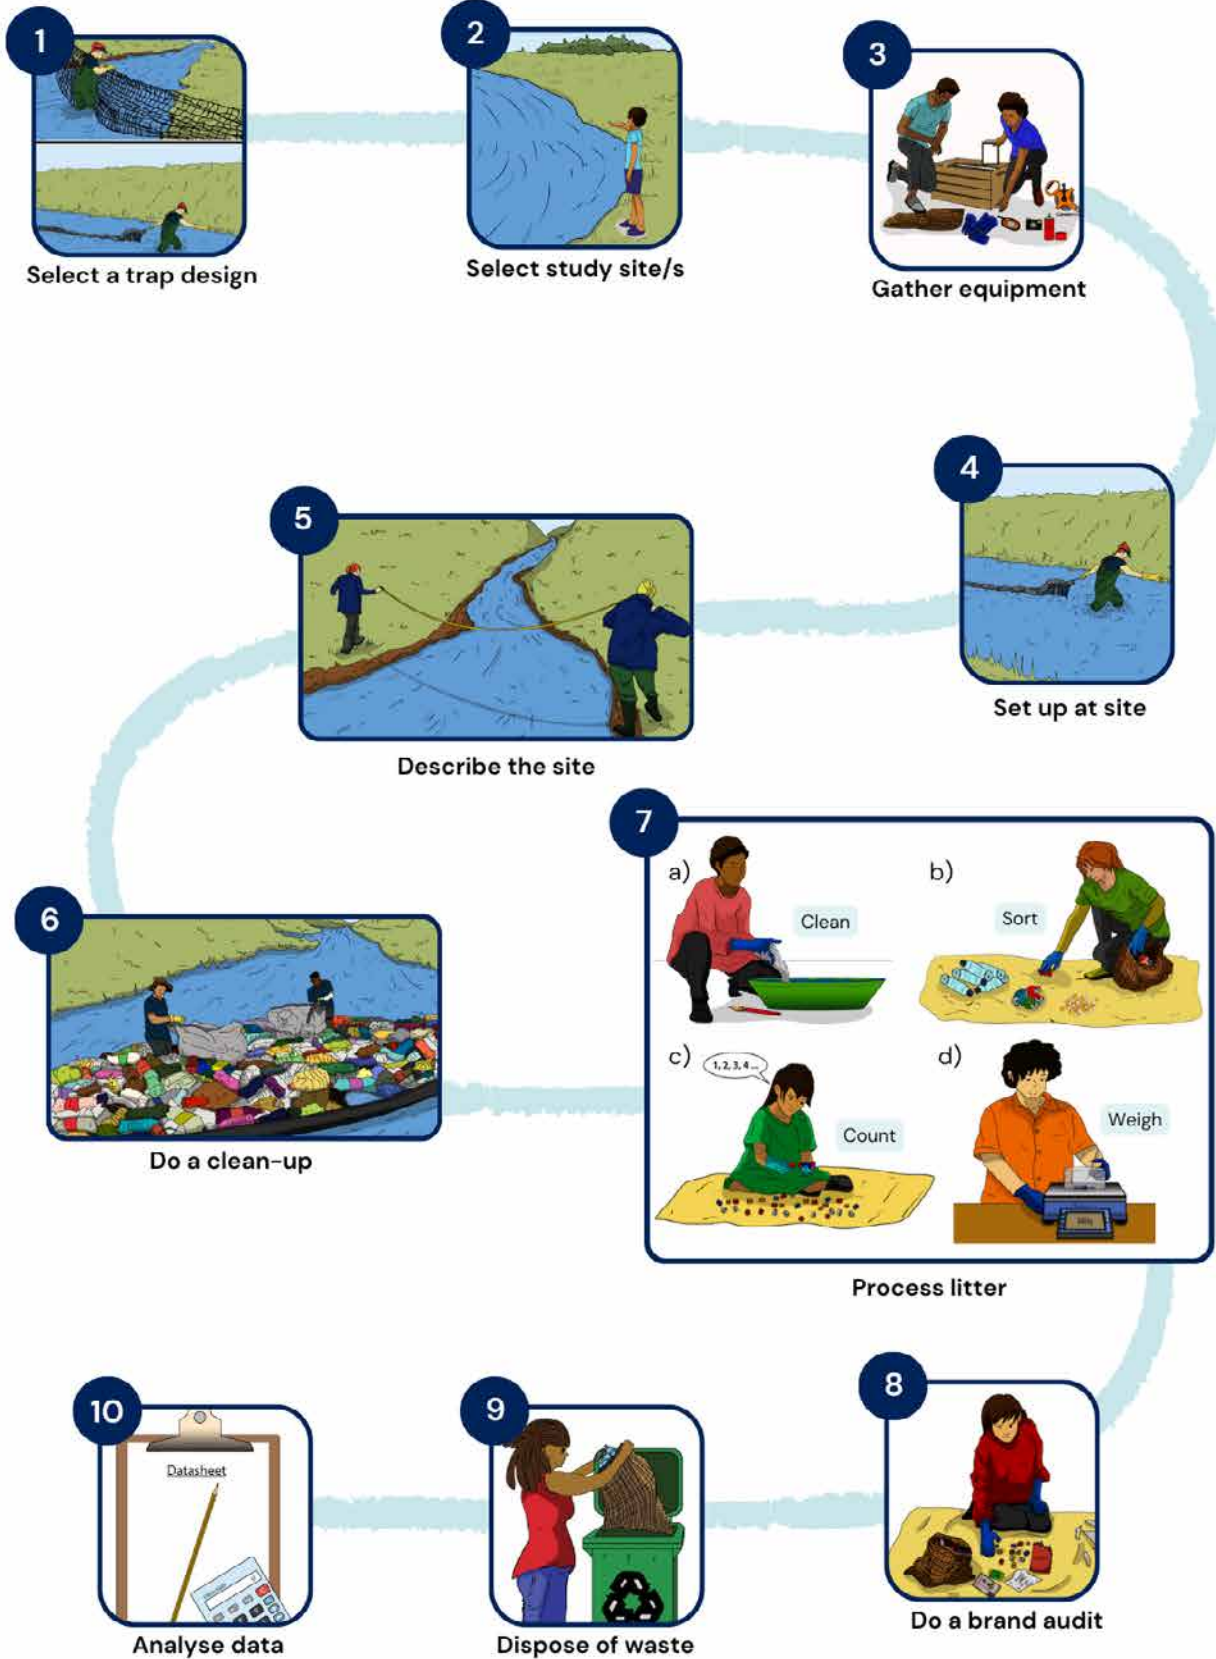 1
Select a trap design
2
Select study site/s
3
Gather equipment
4
Set up at site
5
Describe the site
6
Do a clean-up
7
a)
Clean
b)
Sort
c)
1, 2, 3, 4 ...
Count
d)
Weigh
Process litter
8
Do a brand audit
9
Dispose of waste
10
Datasheet
Analyse data